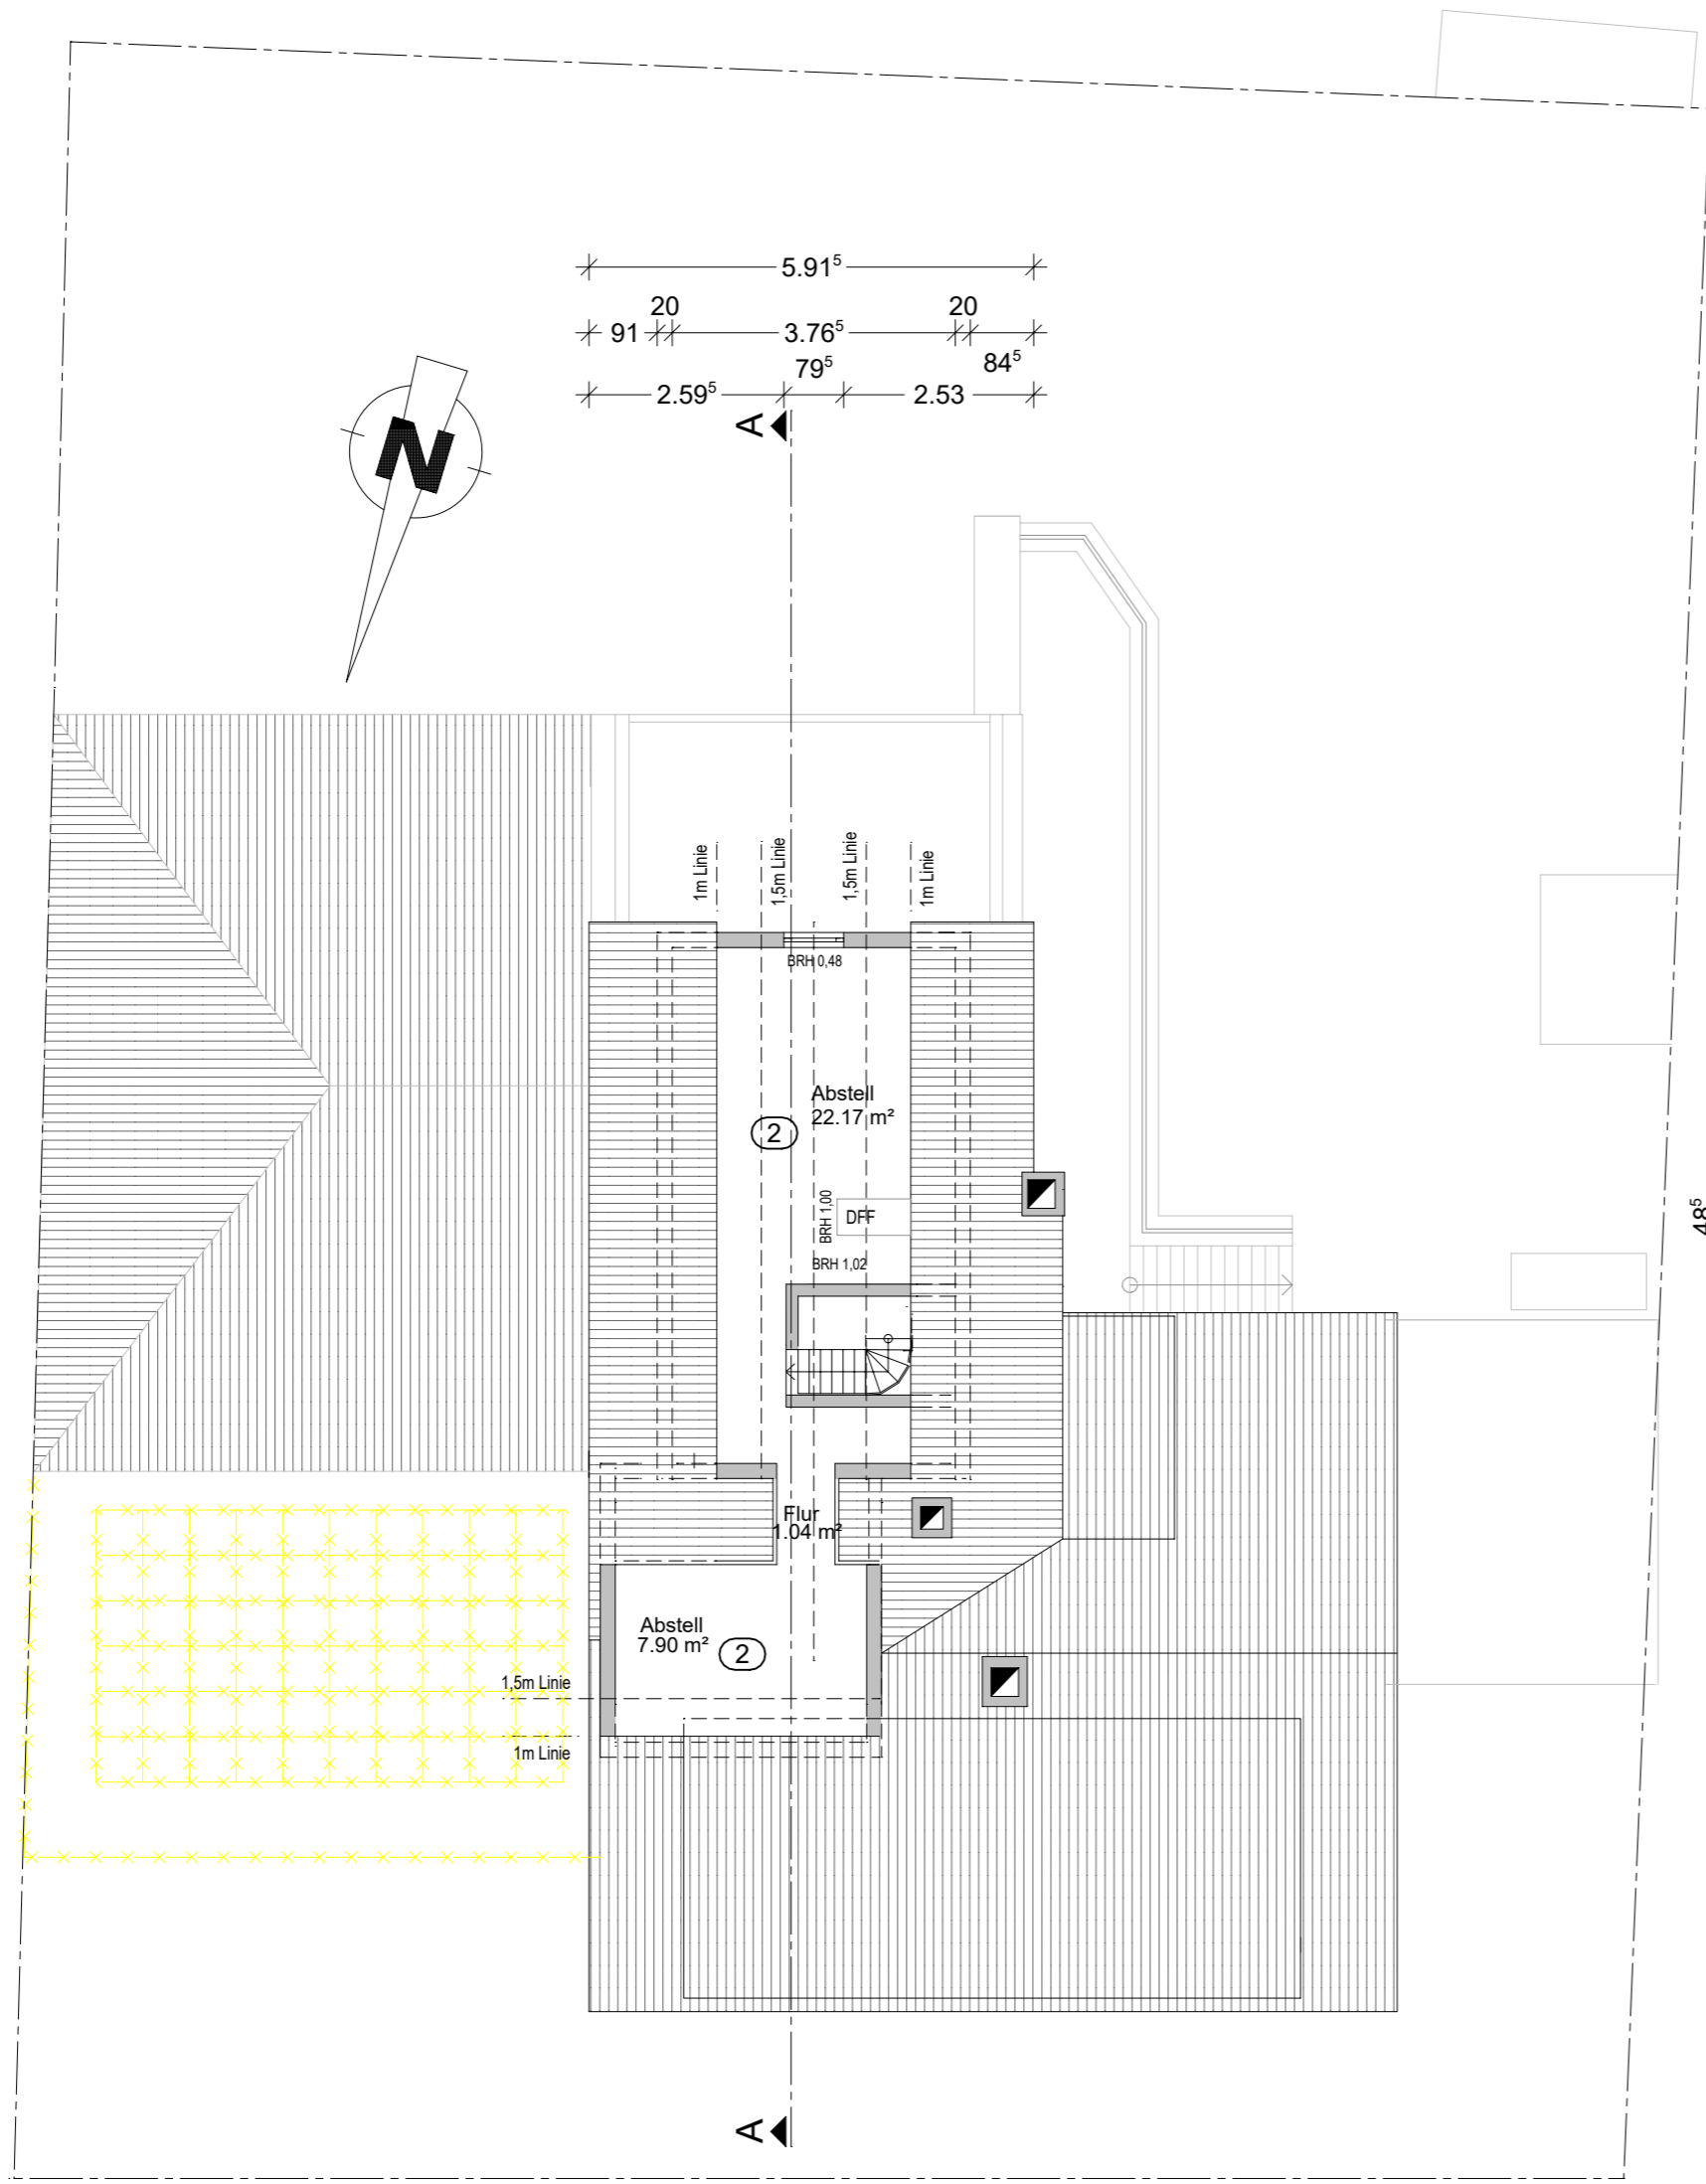 5.91⁵
20 20
91 3.76⁵ 84⁵
79⁵
2.59⁵ 2.53
A
N
1m Linie
1,5m Linie
1,5m Linie
1m Linie
BRH 0,48
Abstell
22.17 m²
2
BRH 1,00
DFF
BRH 1,02
48⁵
Flur
1.04 m²
Abstell
7.90 m²
2
1,5m Linie
1m Linie
A